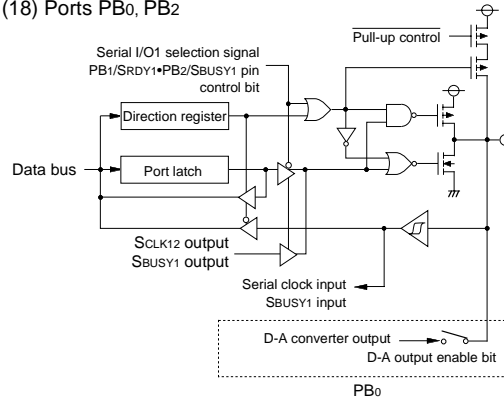 (18) Ports PB0, PB2
Pull-up control
Serial I/O1 selection signal
PB1/SRDY1•PB2/SBUSY1 pin
control bit
Direction register
Data bus
Port latch
SCLK12 output
SBUSY1 output
Serial clock input
SBUSY1 input
D-A converter output
D-A output enable bit
PB0